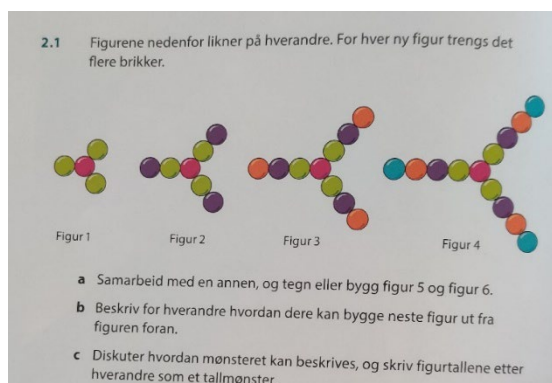 2.1 Figurene nedenfor likner på hverandre. For hver ny figur trengs det
flere brikker.
Figur 1 Figur 2 Figur 3 Figur 4
a Samarbeid med en annen, og tegn eller bygg figur 5 og figur 6.
b Beskriv for hverandre hvordan dere kan bygge neste figur ut fra
figuren foran.
c Diskuter hvordan mønsteret kan beskrives, og skriv figurtallene etter
hverandre som et tallmønster